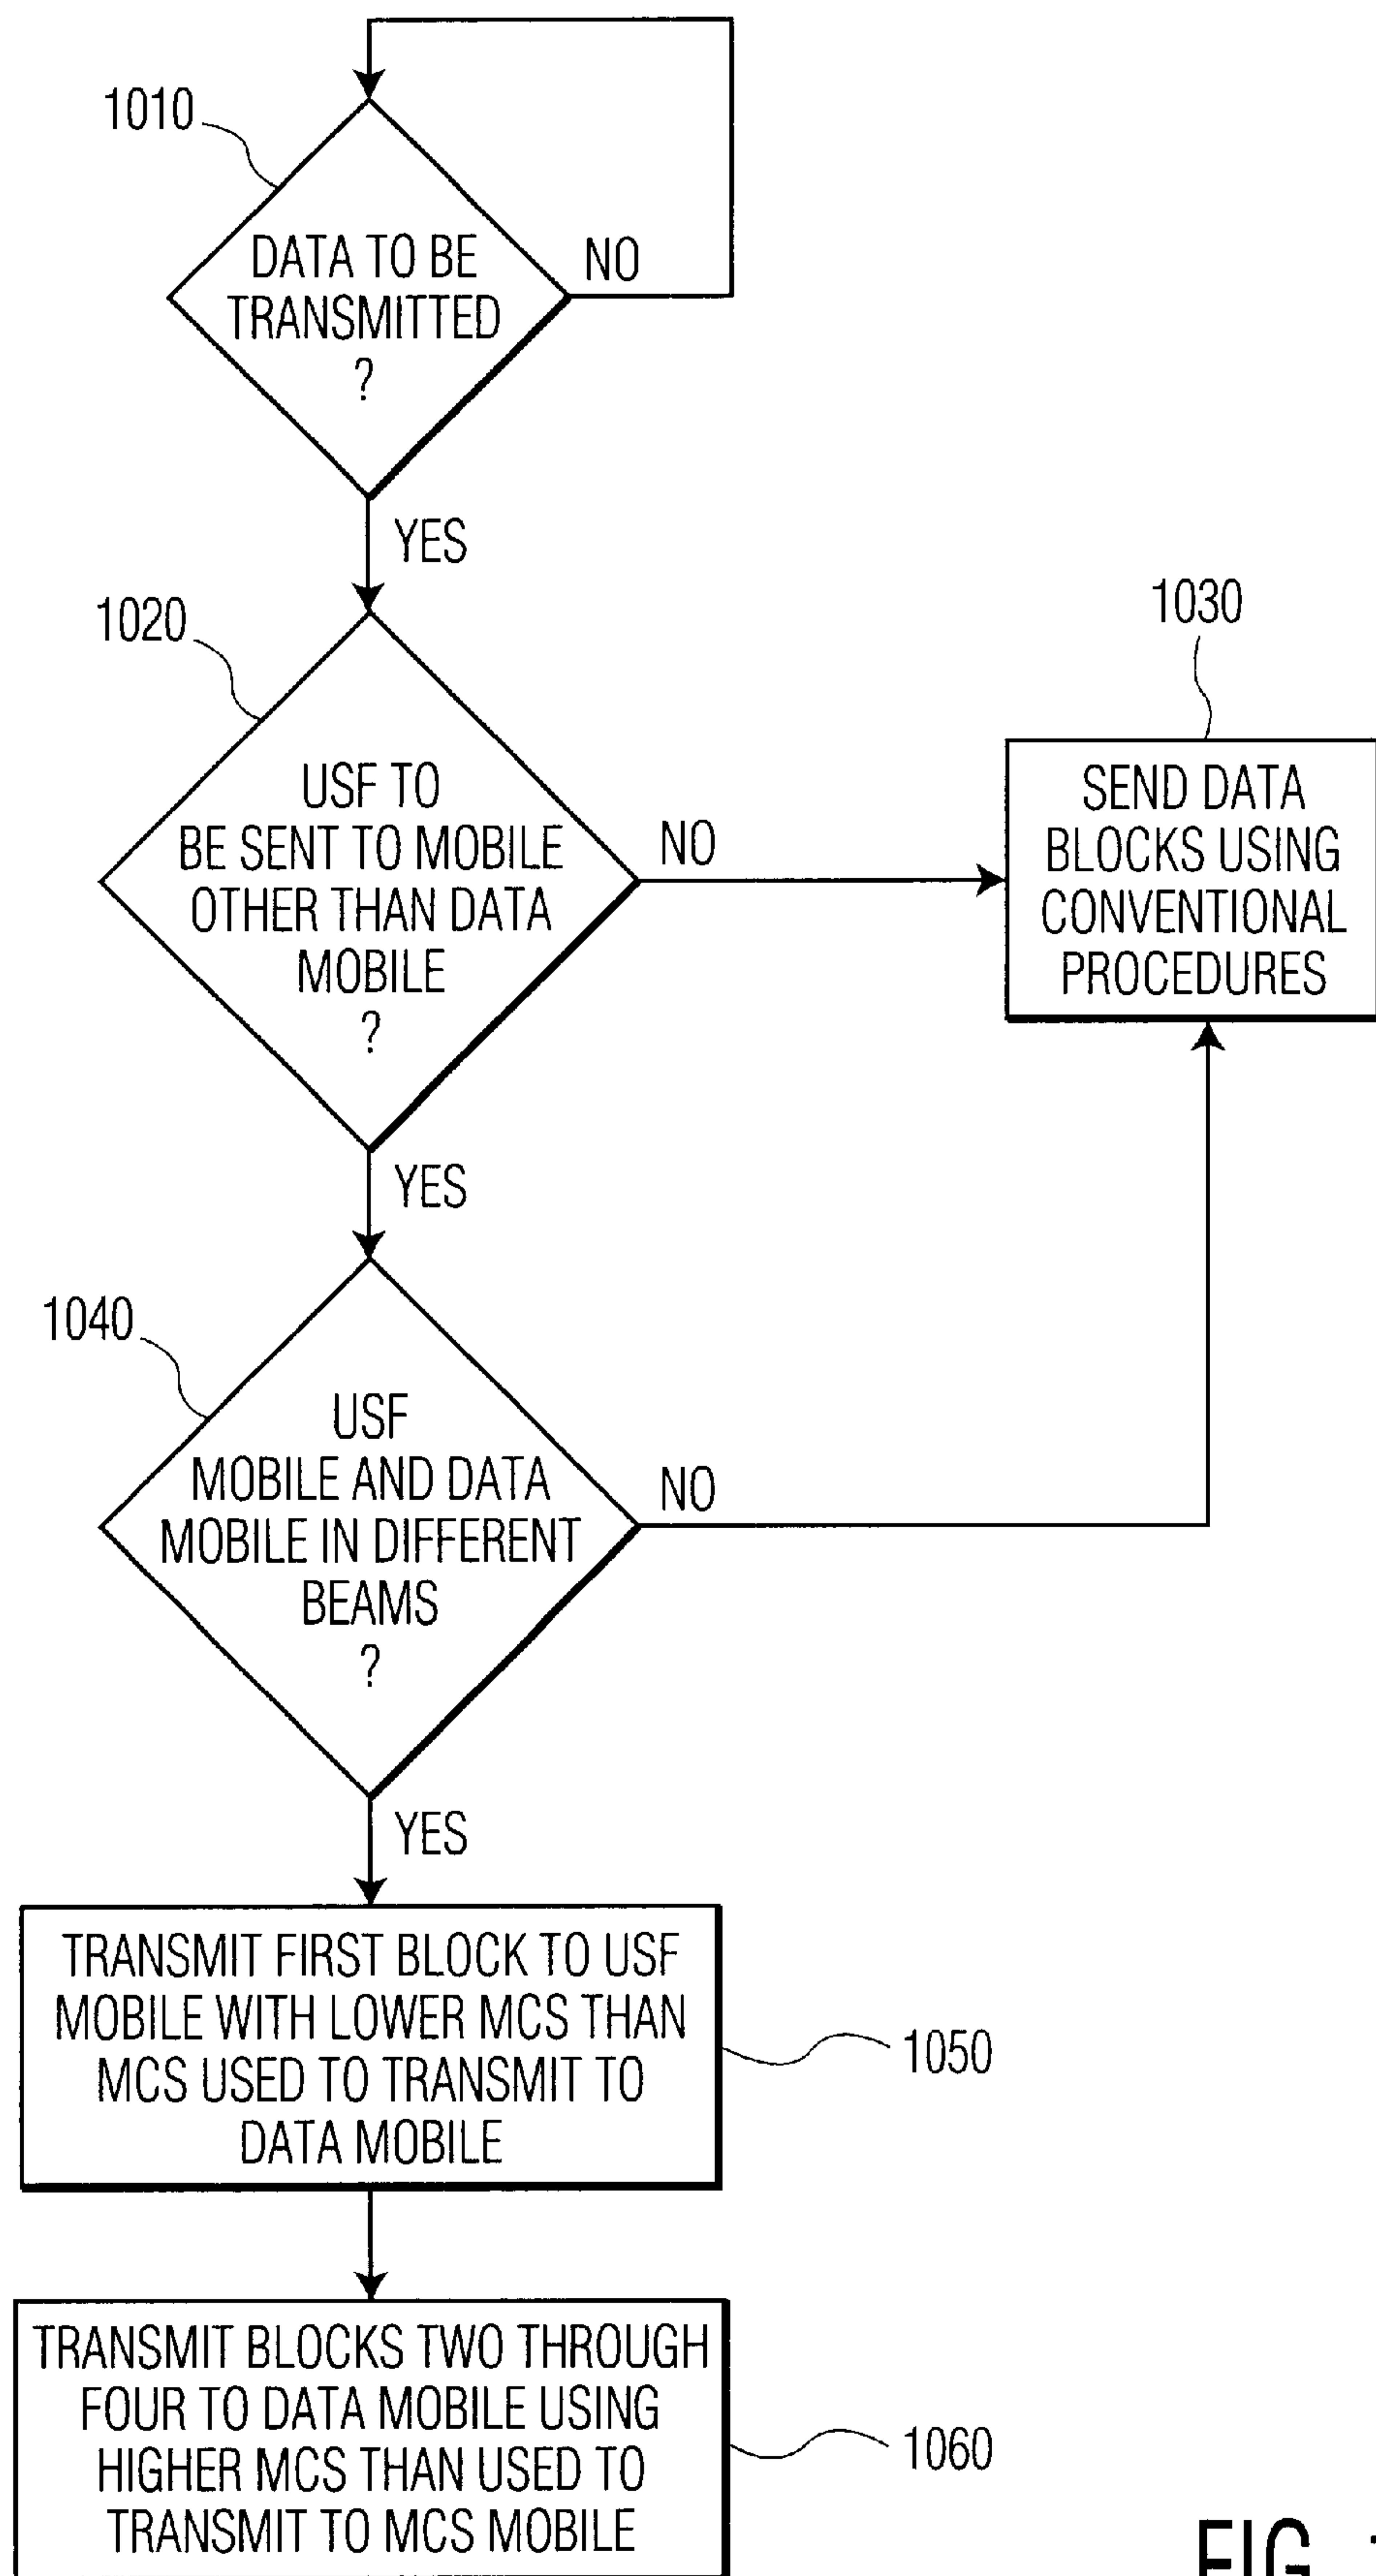 1010
DATA TO BE
TRANSMITTED
?
NO
YES
1020
USF TO
BE SENT TO MOBILE
OTHER THAN DATA
MOBILE
?
NO
1030
SEND DATA
BLOCKS USING
CONVENTIONAL
PROCEDURES
YES
1040
USF
MOBILE AND DATA
MOBILE IN DIFFERENT
BEAMS
?
NO
YES
TRANSMIT FIRST BLOCK TO USF
MOBILE WITH LOWER MCS THAN
MCS USED TO TRANSMIT TO
DATA MOBILE
1050
TRANSMIT BLOCKS TWO THROUGH
FOUR TO DATA MOBILE USING
HIGHER MCS THAN USED TO
TRANSMIT TO MCS MOBILE
1060
FIG.